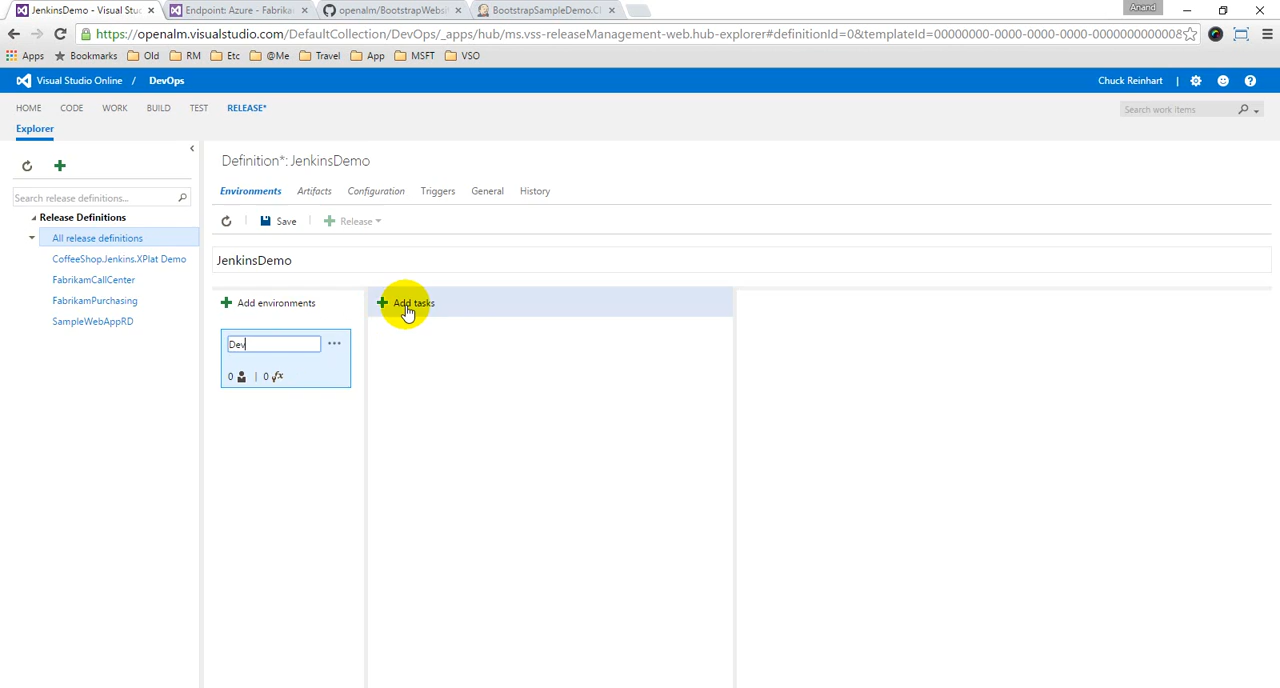 JenkinsDemo - Visual Stu
Endpoint: Azure - Fabrika
openalm/BootstrapWebsi
BootstrapSampleDemo.CI
Anand
https://openalm.visualstudio.com/DefaultCollection/DevOps/_apps/hub/ms.vss-releaseManagement-web.hub-explorer#definitionId=0&templateId=00000000-0000-0000-0000-0000000000008
Apps
Bookmarks
Old
RM
Etc
@Me
Travel
App
MSFT
VSO
Visual Studio Online / DevOps
Chuck Reinhart |
HOME
CODE
WORK
BUILD
TEST
RELEASE*
Search work items
Explorer
Definition*: JenkinsDemo
Search release definitions...
Environments
Artifacts
Configuration
Triggers
General
History
Release Definitions
Save
Release
All release definitions
CoffeeShop.Jenkins.XPlat Demo
JenkinsDemo
FabrikamCallCenter
FabrikamPurchasing
Add environments
Add tasks
SampleWebAppRD
Dev
0 | 0 fx